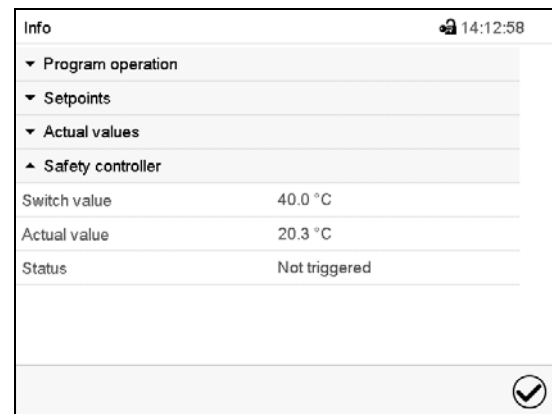 Info 14:12:58
Program operation
Setpoints
Actual values
Safety controller
Switch value 40.0 °C
Actual value 20.3 °C
Status Not triggered